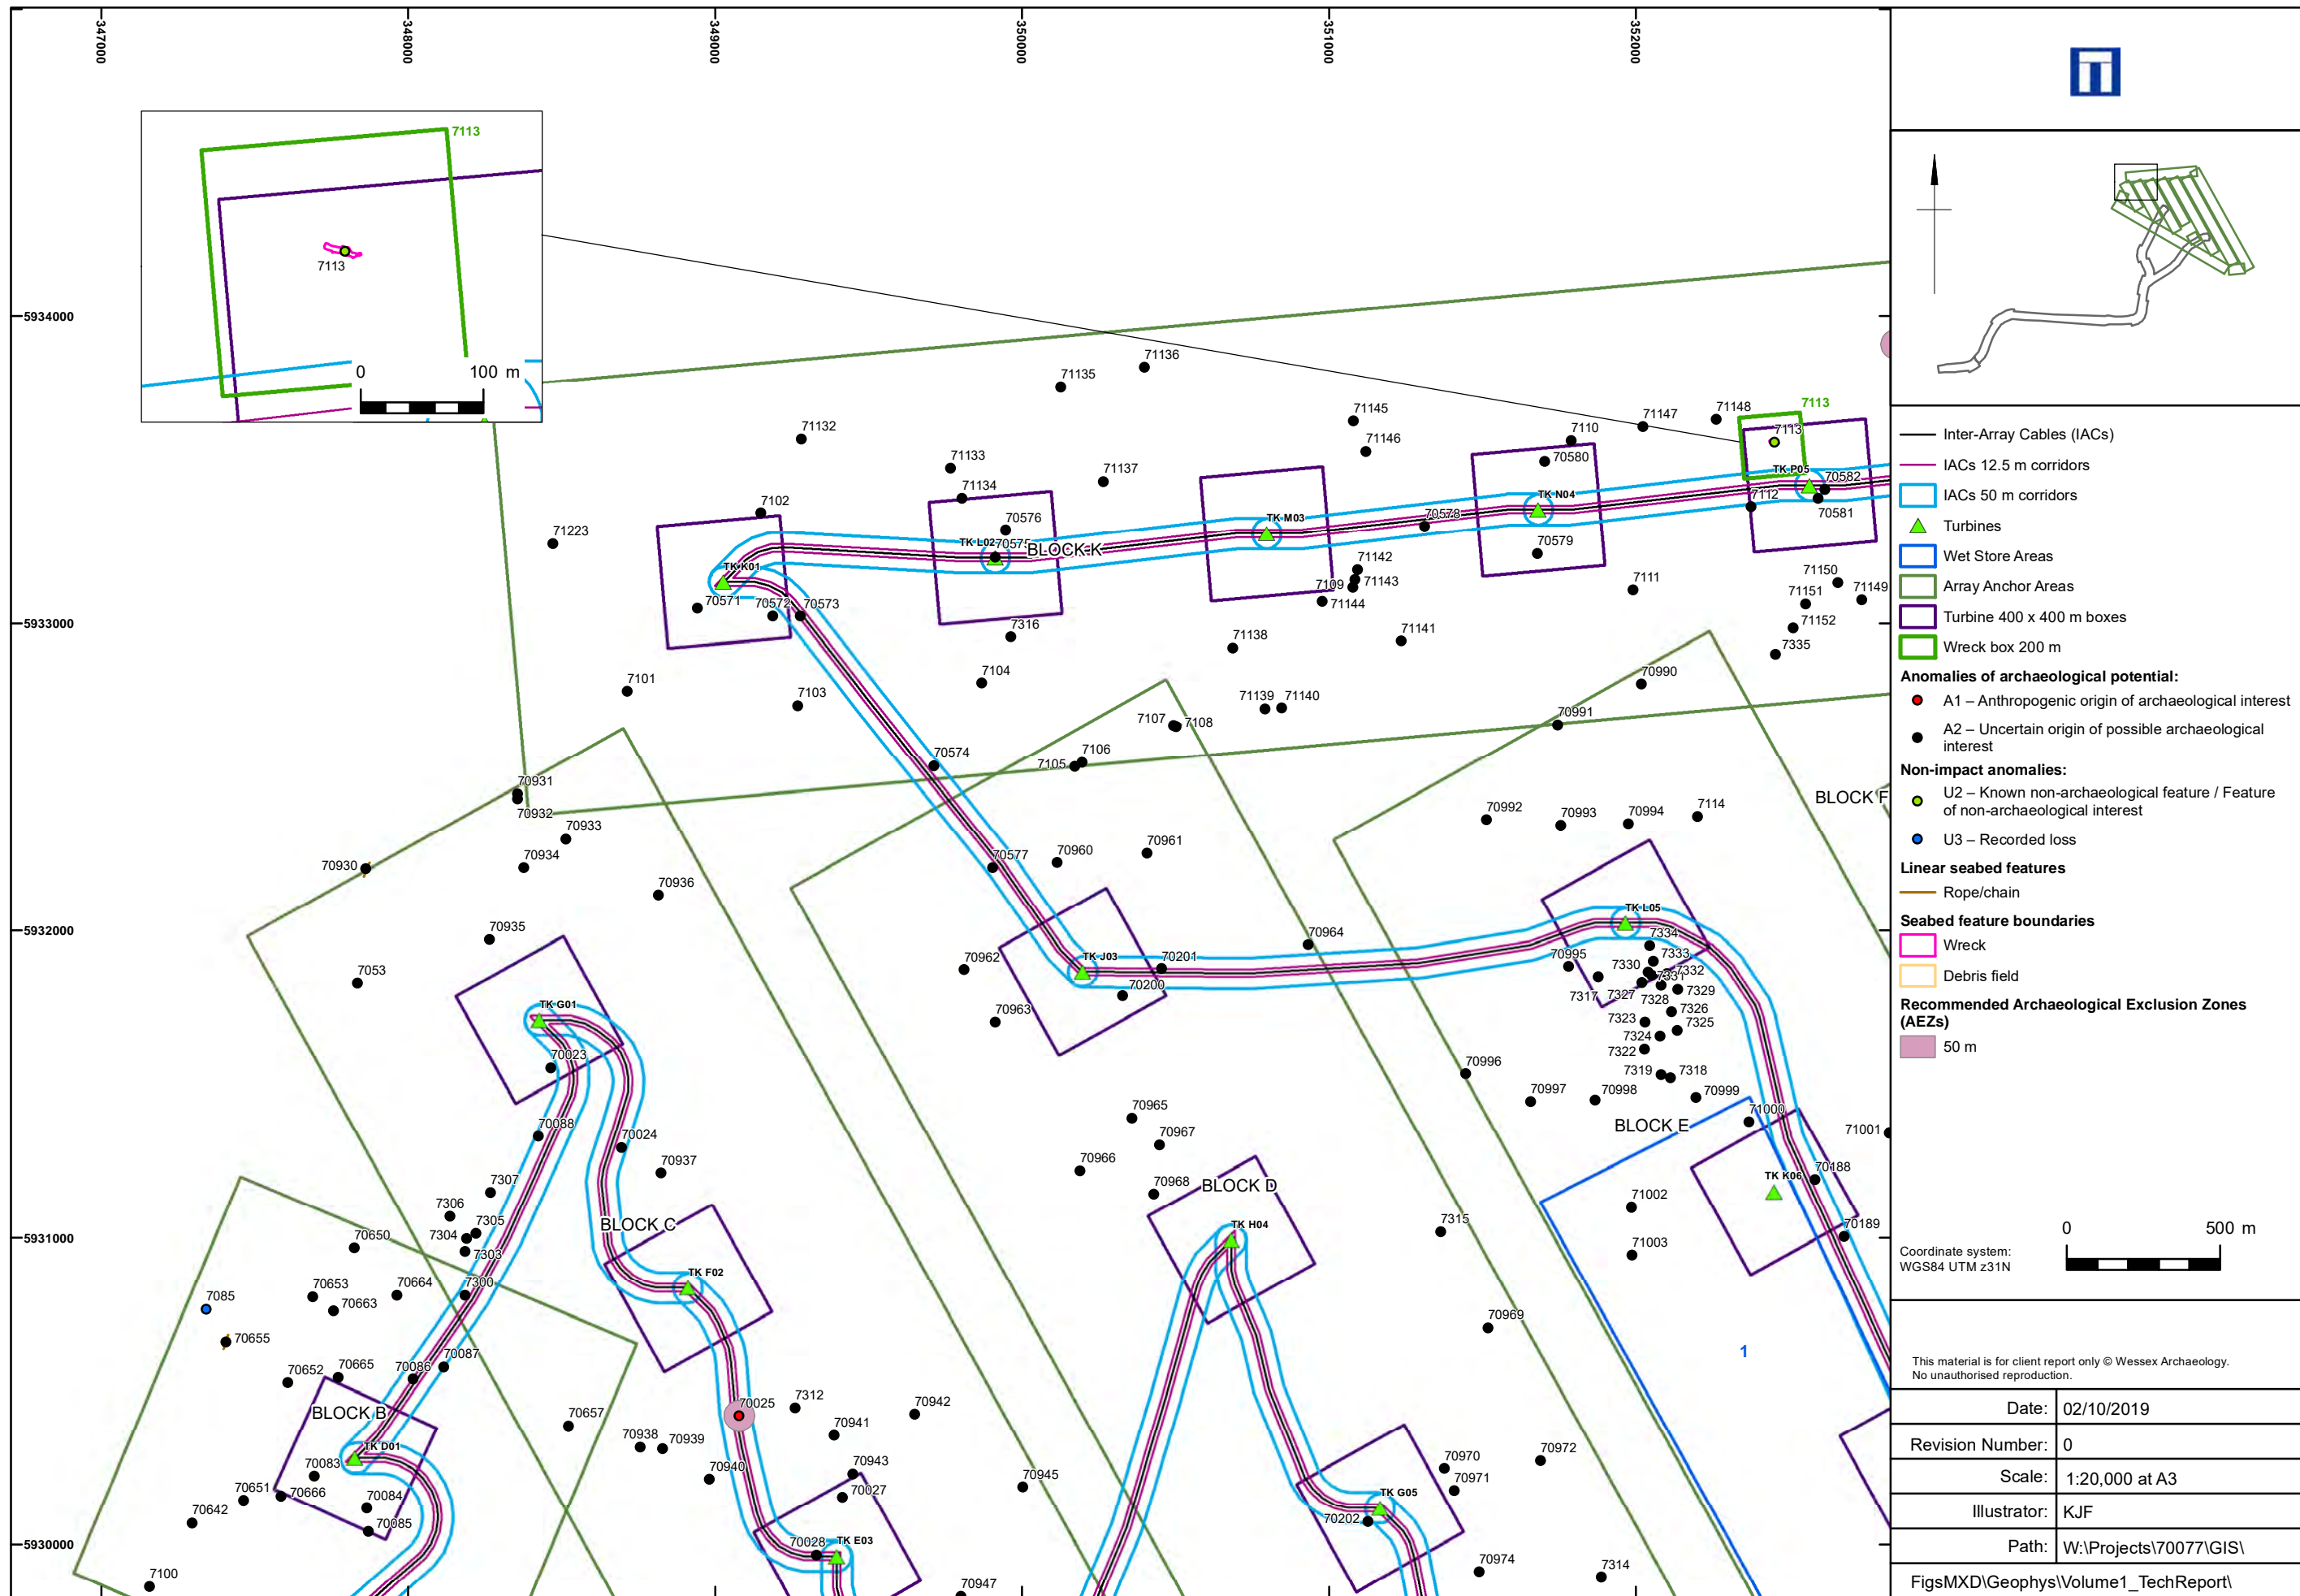 347000
348000
349000
350000
351000
352000
7113
7113
0 100 m
5934000
71136
71135
71132
71145
71146
71147
71148
7113
7113
7110
70580
71133
71134
71137
TK P05
70582
70581
7112
7102
71223
70576
TK L02
BLOCK K
TK M03
70578
TK N04
70579
TK K01
70571
70572
70573
71142
7109
71143
71144
7111
71150
71149
71151
71152
7335
5933000
7316
71138
71141
7104
7101
7103
71139
71140
70990
7107
7108
70991
70574
7106
7105
70931
70932
BLOCK F
70933
70934
70992
70993
70994
7114
70930
70577
70960
70961
70936
5932000
70935
70964
TK L05
7334
7053
70962
TK J03
70201
70200
70963
70995
7330
7333
7332
7331
7317
7327
7328
7329
7326
7323
7325
7324
7322
TK G01
70023
70996
7319
7318
70997
70998
70999
70088
70024
70965
70967
70966
BLOCK E
71000
71001
70937
7307
7306
7305
7304
7303
70968
BLOCK D
TK H04
TK K06
70188
71002
71003
70189
7315
5931000
70650
BLOCK C
TK F02
70653
70663
70664
7300
7085
70655
70969
1
70652
70665
70086
70087
BLOCK B
70025
7312
70942
70941
70657
70938
70939
70940
70943
70027
TK D01
70083
70651
70666
70084
70085
70642
70945
70970
70971
70972
TK G05
70202
5930000
70028
TK E03
7100
70947
70974
7314
Inter-Array Cables (IACs)
IACs 12.5 m corridors
IACs 50 m corridors
Turbines
Wet Store Areas
Array Anchor Areas
Turbine 400 x 400 m boxes
Wreck box 200 m
Anomalies of archaeological potential:
A1 – Anthropogenic origin of archaeological interest
A2 – Uncertain origin of possible archaeological
interest
Non-impact anomalies:
U2 – Known non-archaeological feature / Feature
of non-archaeological interest
U3 – Recorded loss
Linear seabed features
Rope/chain
Seabed feature boundaries
Wreck
Debris field
Recommended Archaeological Exclusion Zones
(AEZs)
50 m
0 500 m
Coordinate system:
WGS84 UTM z31N
This material is for client report only © Wessex Archaeology.
No unauthorised reproduction.
Date: 02/10/2019
Revision Number: 0
Scale: 1:20,000 at A3
Illustrator: KJF
Path: W:\Projects\70077\GIS\
FigsMXD\Geophys\Volume1_TechReport\